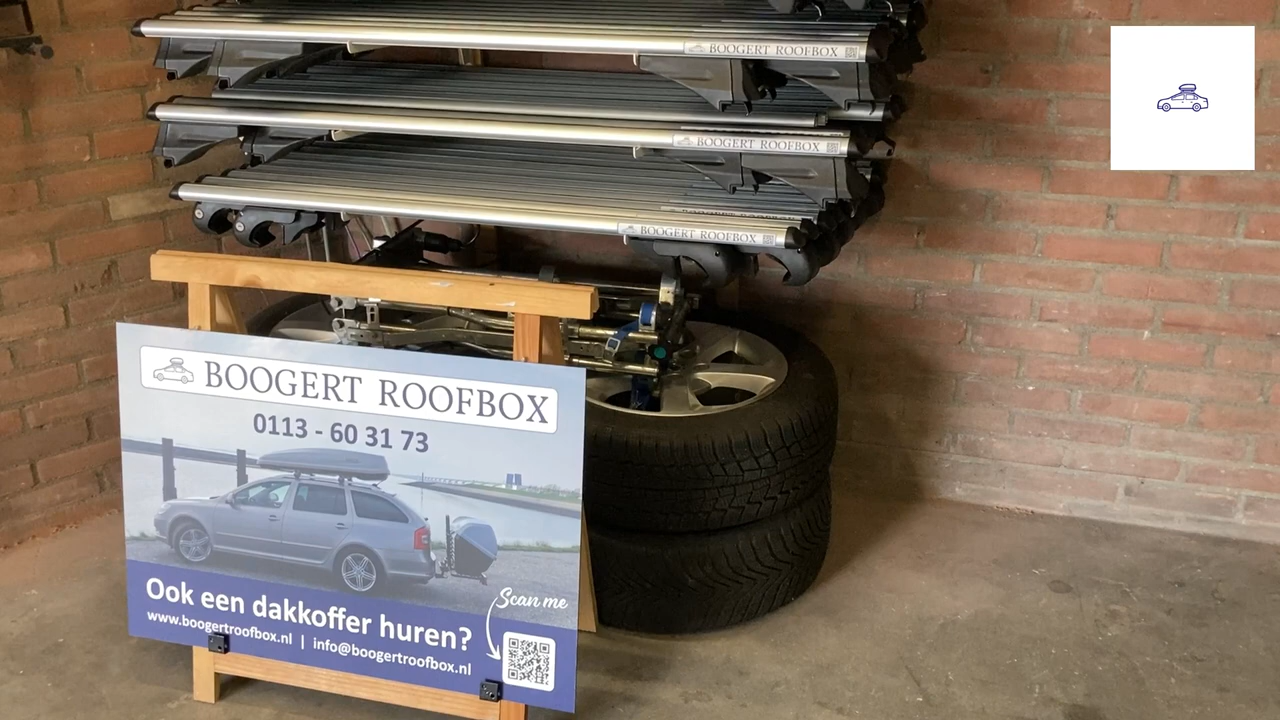 BOOGERT ROOFBOX
BOOGERT ROOFBOX
BOOGERT ROOFBOX
BOOGERT ROOFBOX
0113 - 60 31 73
Ook een dakkoffer huren?
www.boogertroofbox.nl | info@boogertroofbox.nl
Scan me